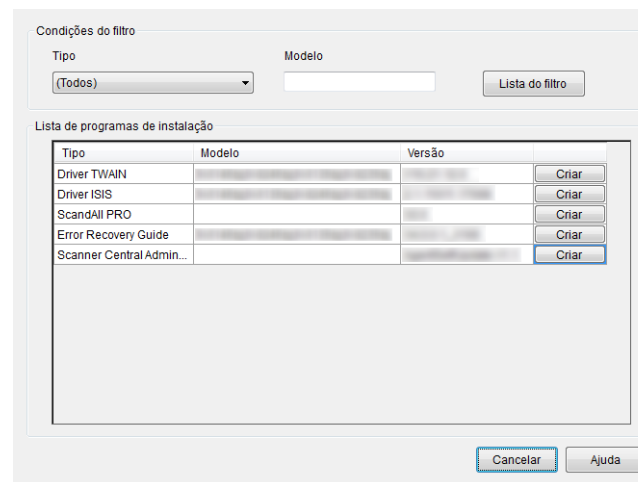 Condições do filtro
Tipo Modelo
(Todos) Lista do filtro
Lista de programas de instalação
Tipo Modelo Versão
Driver TWAIN Criar
Driver ISIS Criar
ScandAll PRO Criar
Error Recovery Guide Criar
Scanner Central Admin... Criar
Cancelar Ajuda